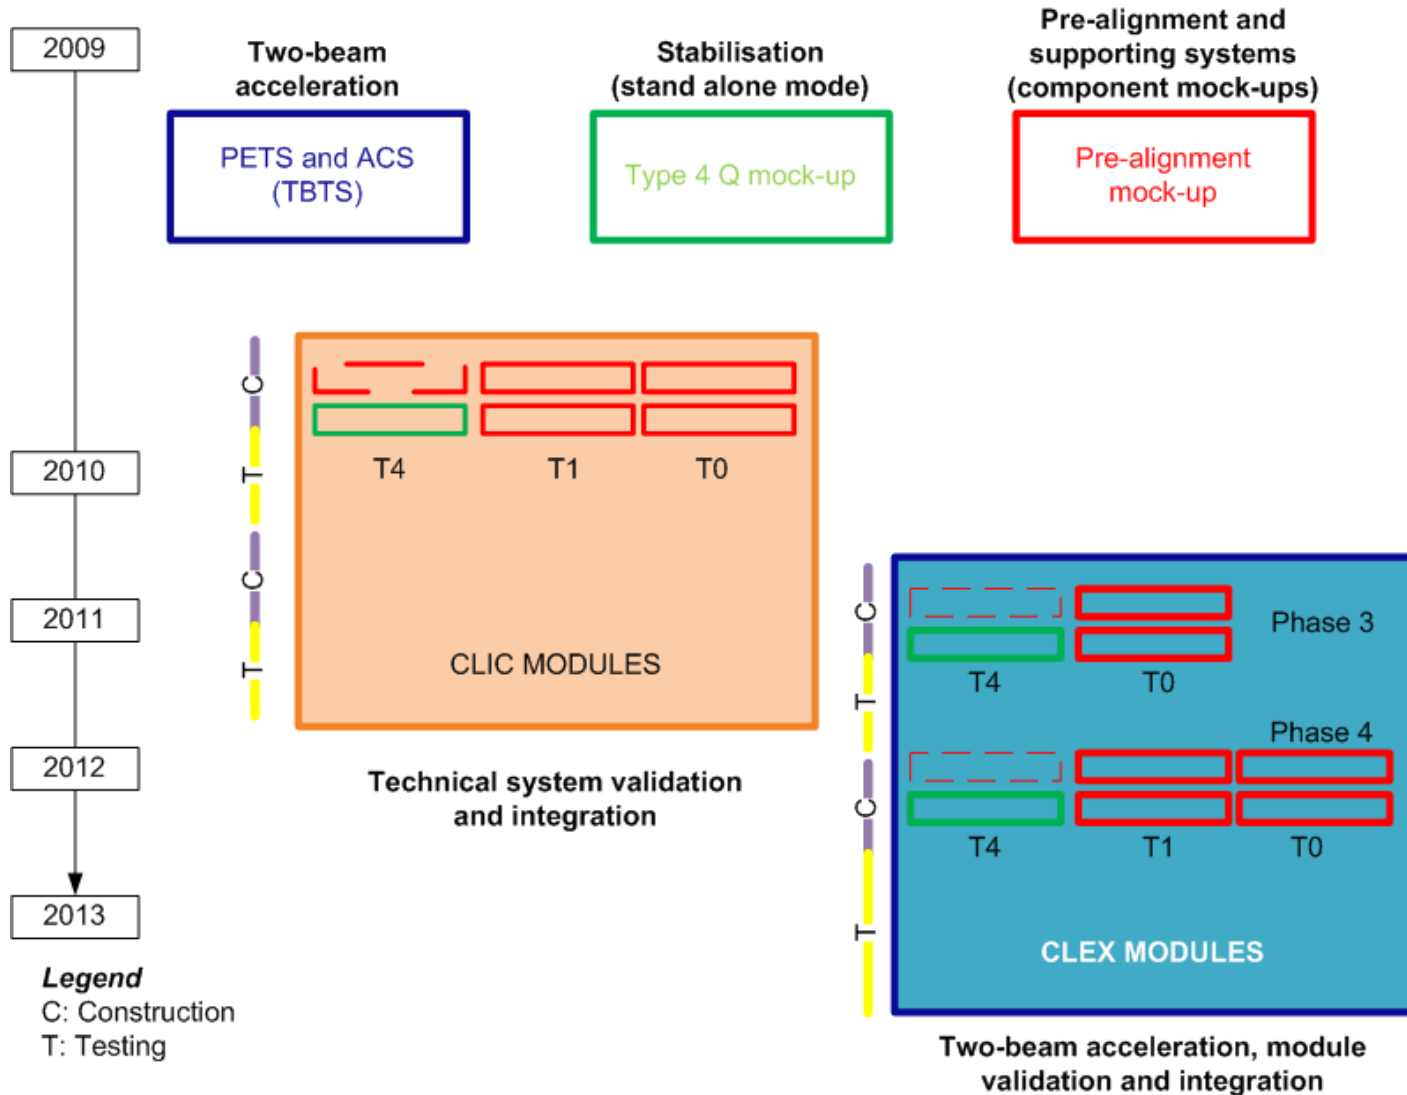 2009
Two-beam
acceleration
Stabilisation
(stand alone mode)
Pre-alignment and
supporting systems
(component mock-ups)
PETS and ACS
(TBTS)
Type 4 Q mock-up
Pre-alignment
mock-up
C
T
C
T
2010
2011
2012
2013
T4 T1 T0
CLIC MODULES
Technical system validation
and integration
C
T
C
T
Phase 3
T4 T0
Phase 4
T4 T1 T0
CLEX MODULES
Two-beam acceleration, module
validation and integration
Legend
C: Construction
T: Testing